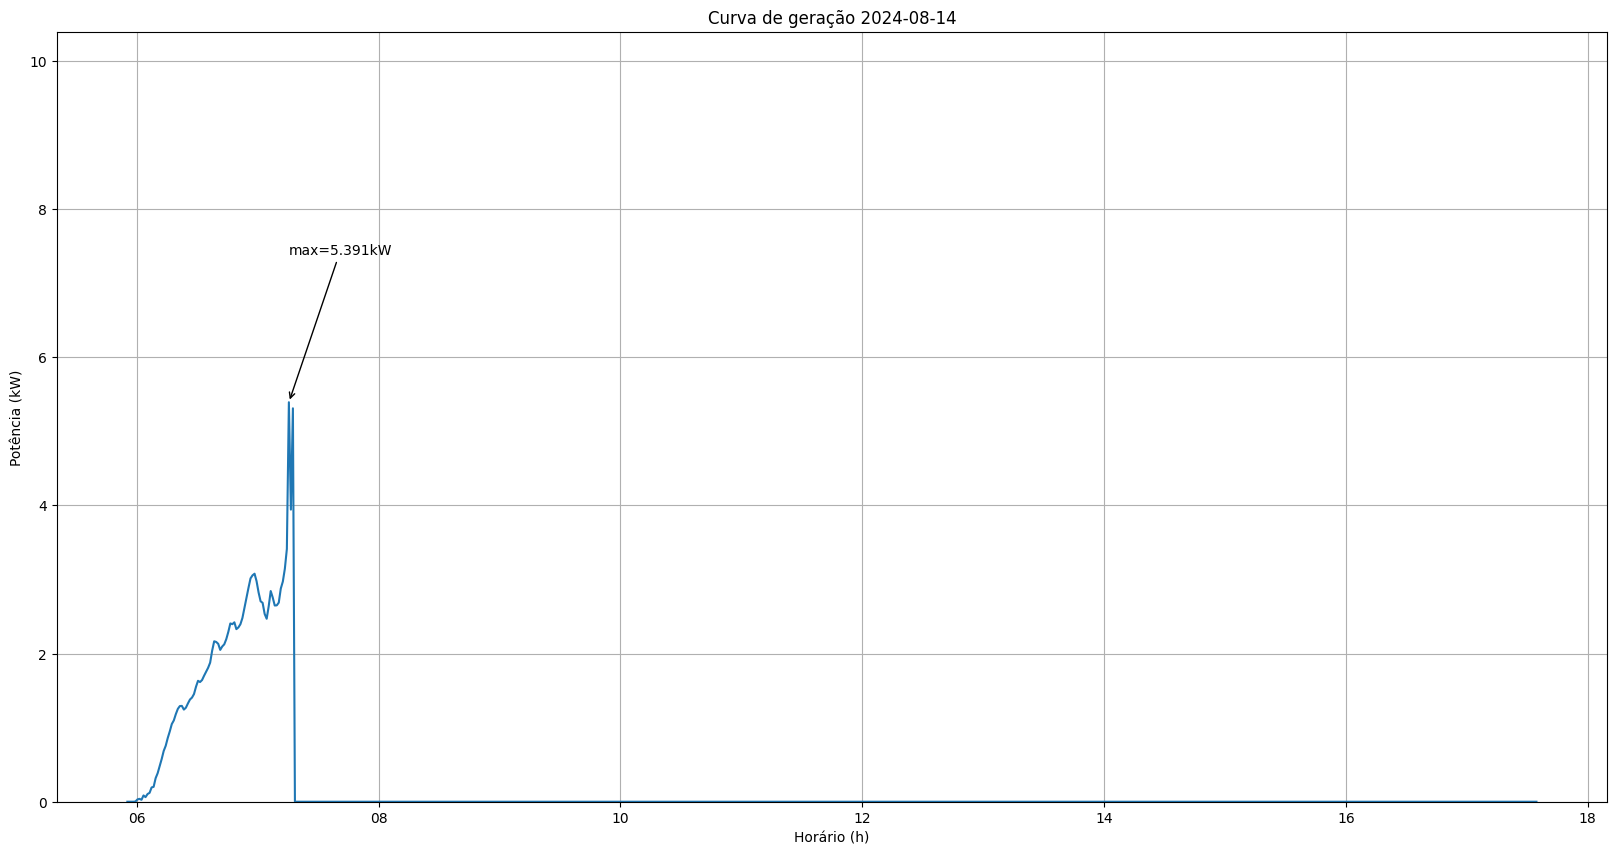 Curva de geração 2024-08-14
10
8
max=5.391kW
6
Potência (kW)
4
2
0
06 08 10 12 14 16 18
Horário (h)